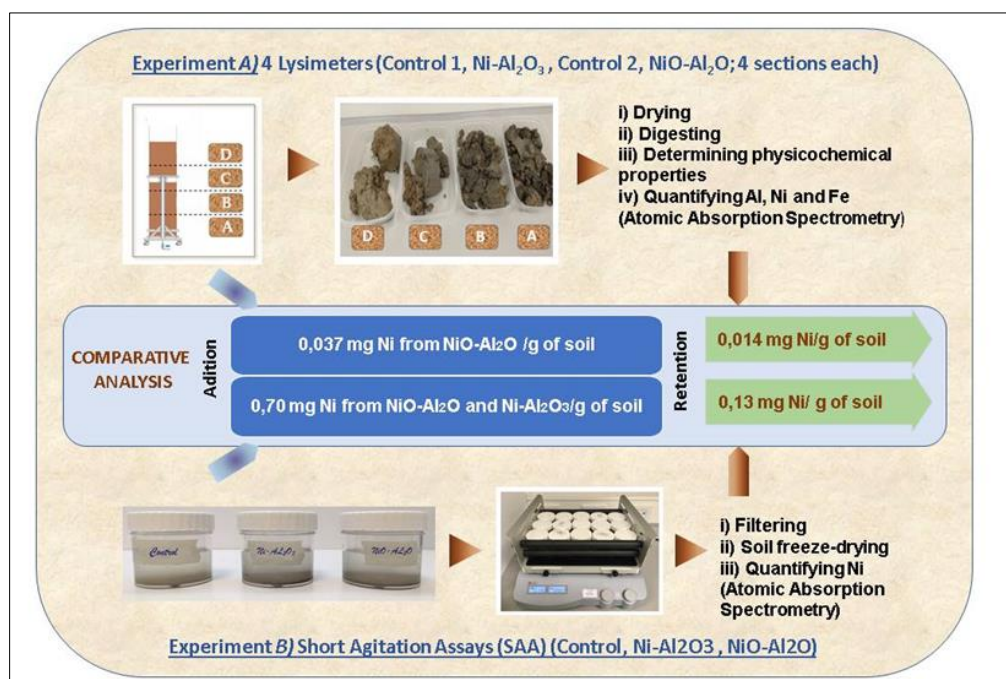 Experiment A) 4 Lysimeters (Control 1, Ni-Al₂O₃ , Control 2, NiO-Al₂O; 4 sections each)
D
C
B
A
D C B A
i) Drying
ii) Digesting
iii) Determining physicochemical
properties
iv) Quantifying Al, Ni and Fe
(Atomic Absorption Spectrometry)
COMPARATIVE
ANALYSIS
Adition
0,037 mg Ni from NiO-Al₂O /g of soil
0,70 mg Ni from NiO-Al₂O and Ni-Al₂O₃/g of soil
Retention
0,014 mg Ni/g of soil
0,13 mg Ni/ g of soil
Control
Ni-Al₂O₃
NiO-Al₂O
i) Filtering
ii) Soil freeze-drying
iii) Quantifying Ni
(Atomic Absorption
Spectrometry)
Experiment B) Short Agitation Assays (SAA) (Control, Ni-Al2O3 , NiO-Al2O)